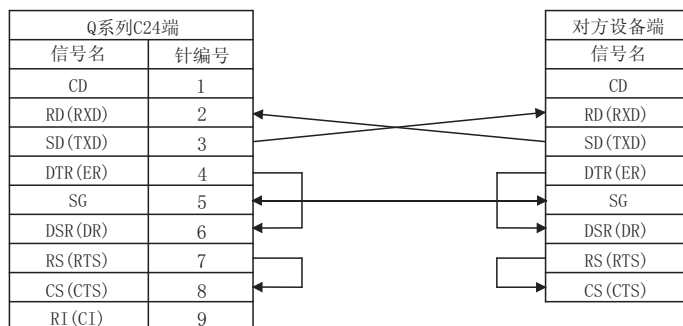 Q系列C24端 对方设备端
信号名 针编号 信号名
CD 1 CD
RD(RXD) 2 RD(RXD)
SD(TXD) 3 SD(TXD)
DTR(ER) 4 DTR(ER)
SG 5 SG
DSR(DR) 6 DSR(DR)
RS(RTS) 7 RS(RTS)
CS(CTS) 8 CS(CTS)
RI(CI) 9